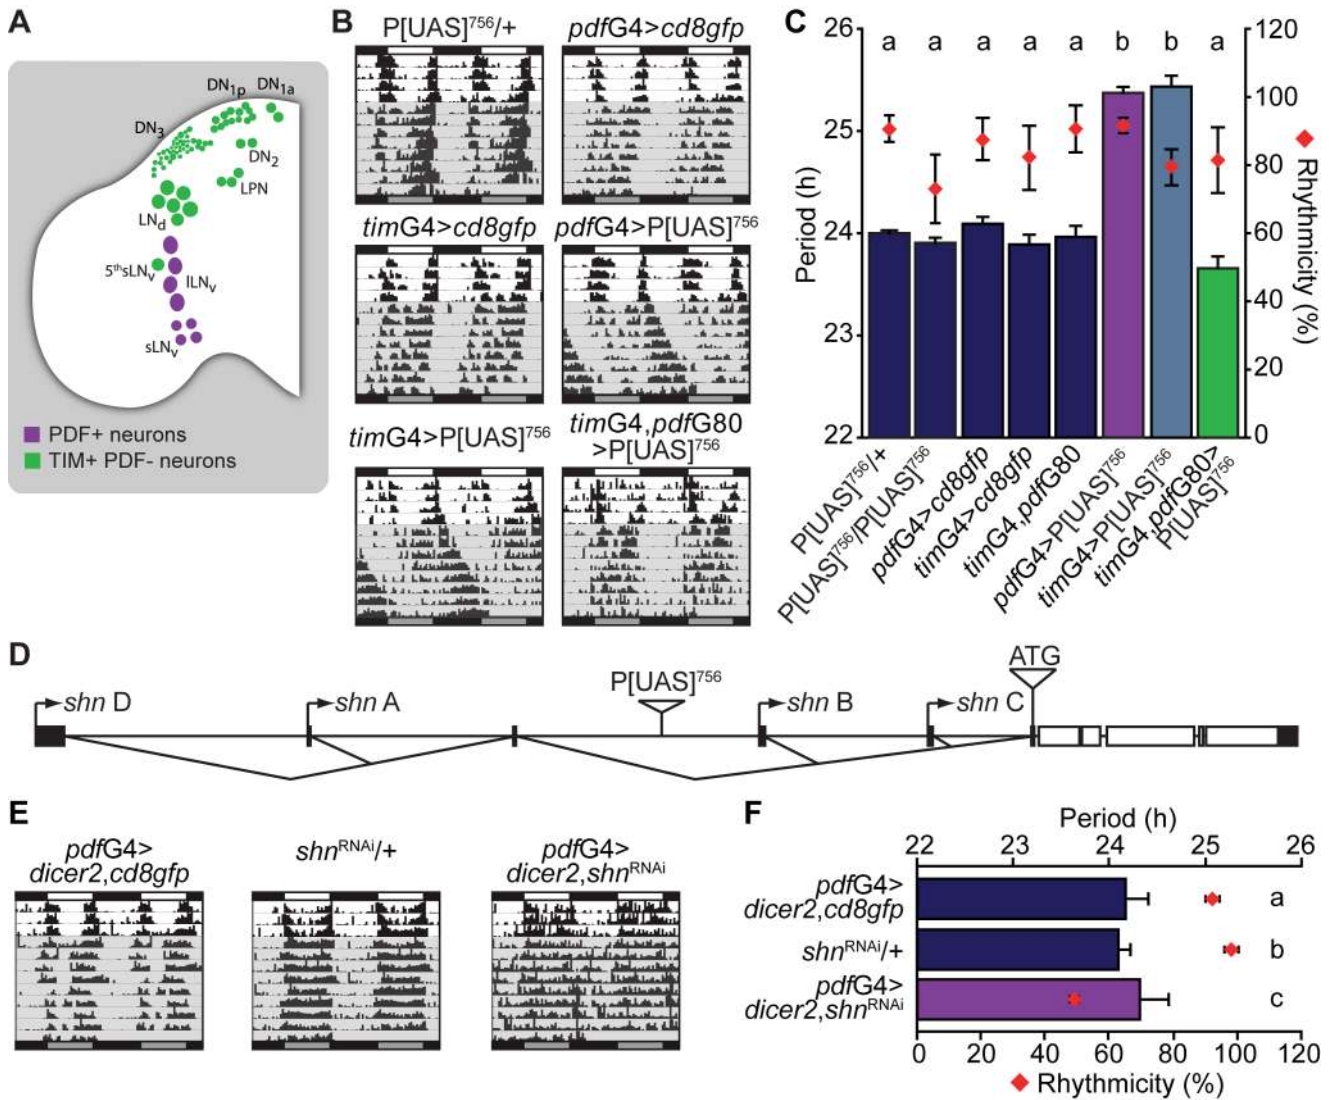 A
DN1p
DN1a
DN3
DN2
LPN
LNd
5thsLNv
lLNv
sLNv
PDF+ neurons
TIM+ PDF- neurons
B
P[UAS]756/+
pdfG4>cd8gfp
timG4>cd8gfp
pdfG4>P[UAS]756
timG4>P[UAS]756
timG4,pdfG80
>P[UAS]756
C
26
25
24
23
22
Period (h)
a a a a a b b a
120
100
80
60
40
20
0
Rhythmicity (%)
P[UAS]756/+
P[UAS]756/P[UAS]756
pdfG4>cd8gfp
timG4>cd8gfp
timG4,pdfG80
pdfG4>P[UAS]756
timG4>P[UAS]756
timG4, pdfG80>
P[UAS]756
D
shn D
shn A
P[UAS]756
shn B
shn C
ATG
E
pdfG4>
dicer2,cd8gfp
shnRNAi/+
pdfG4>
dicer2,shnRNAi
F
Period (h)
22 23 24 25 26
pdfG4>
dicer2,cd8gfp
a
shnRNAi/+
b
pdfG4>
dicer2,shnRNAi
c
0 20 40 60 80 100 120
Rhythmicity (%)